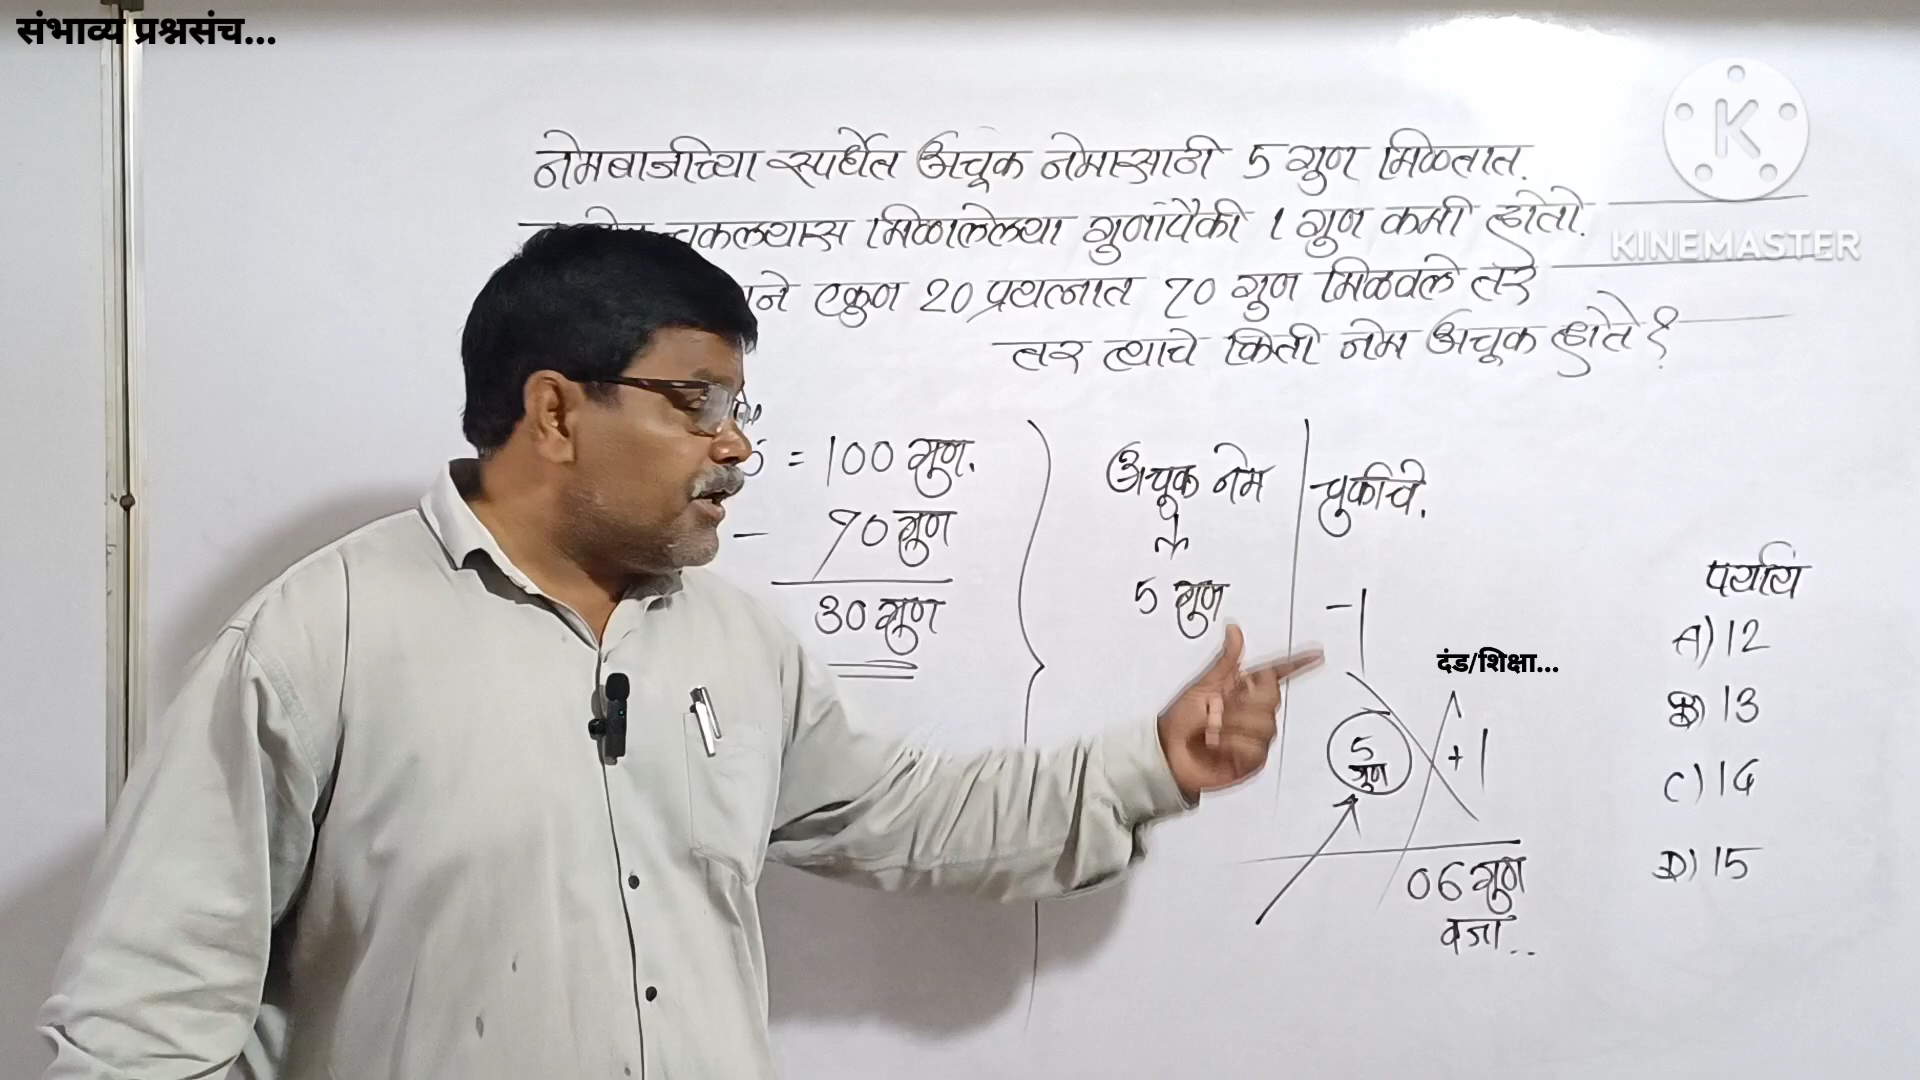 संभाव्य प्रश्नसंच...
नेमबाजीच्या स्पर्धेत अचूक नेमासाठी 5 गुण मिळतात.
चुकल्यास मिळालेल्या गुणांपैकी 1 गुण कमी होतो.
ने एकुण 20 प्रयत्नात 70 गुण मिळवले तर
तर त्याचे किती नेम अचूक होते?
= 100 गुण.
- 70 गुण
30 गुण
अचूक नेम
5 गुण
चुकीचे.
-1
दंड/शिक्षा...
5 गुण
+1
06 गुण
वजा..
पर्याय
A) 12
B) 13
C) 14
D) 15
K
KINEMASTER